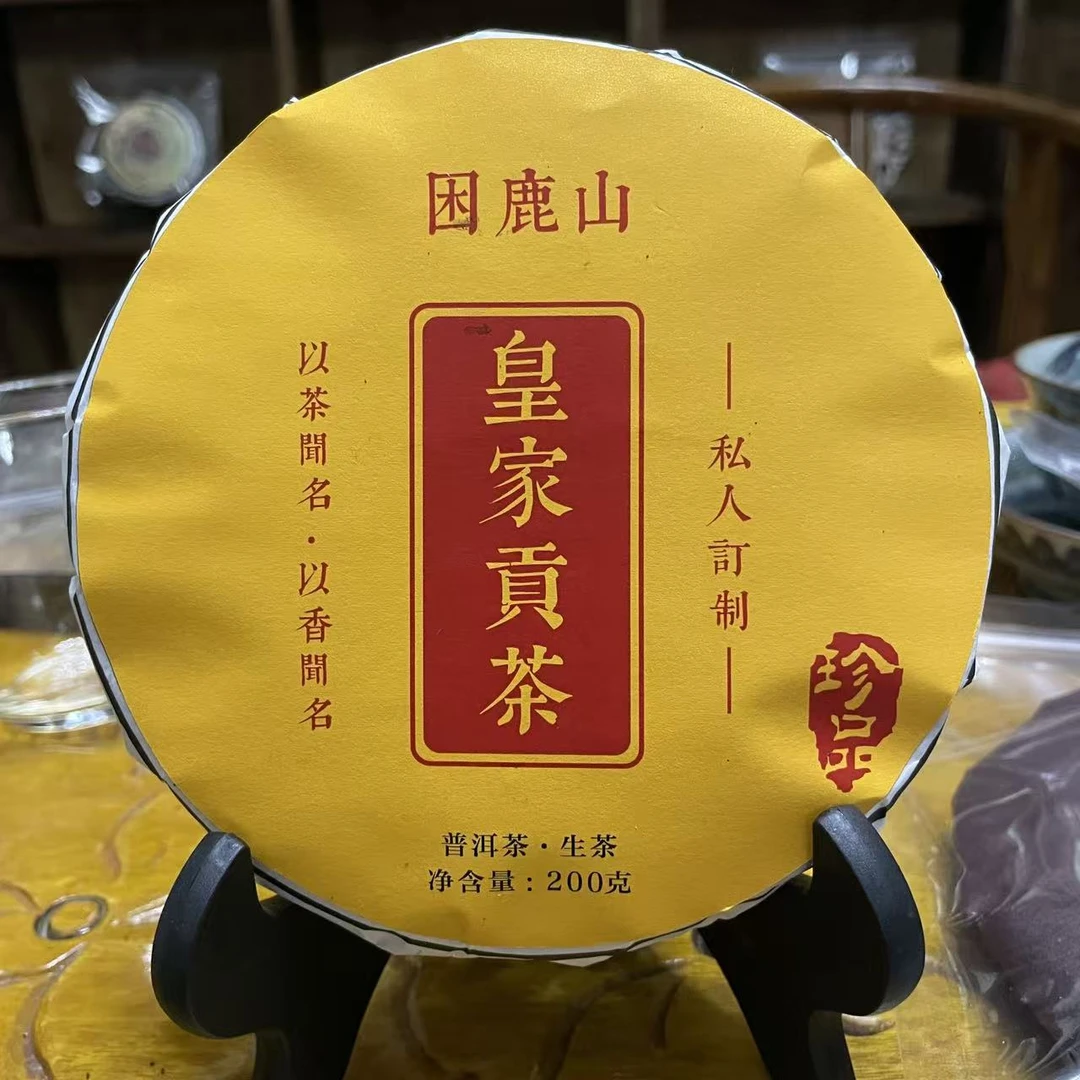 困鹿山
皇家貢茶
以茶聞名·以香聞名
私人訂制
珍品
普洱茶·生茶
净含量:200克